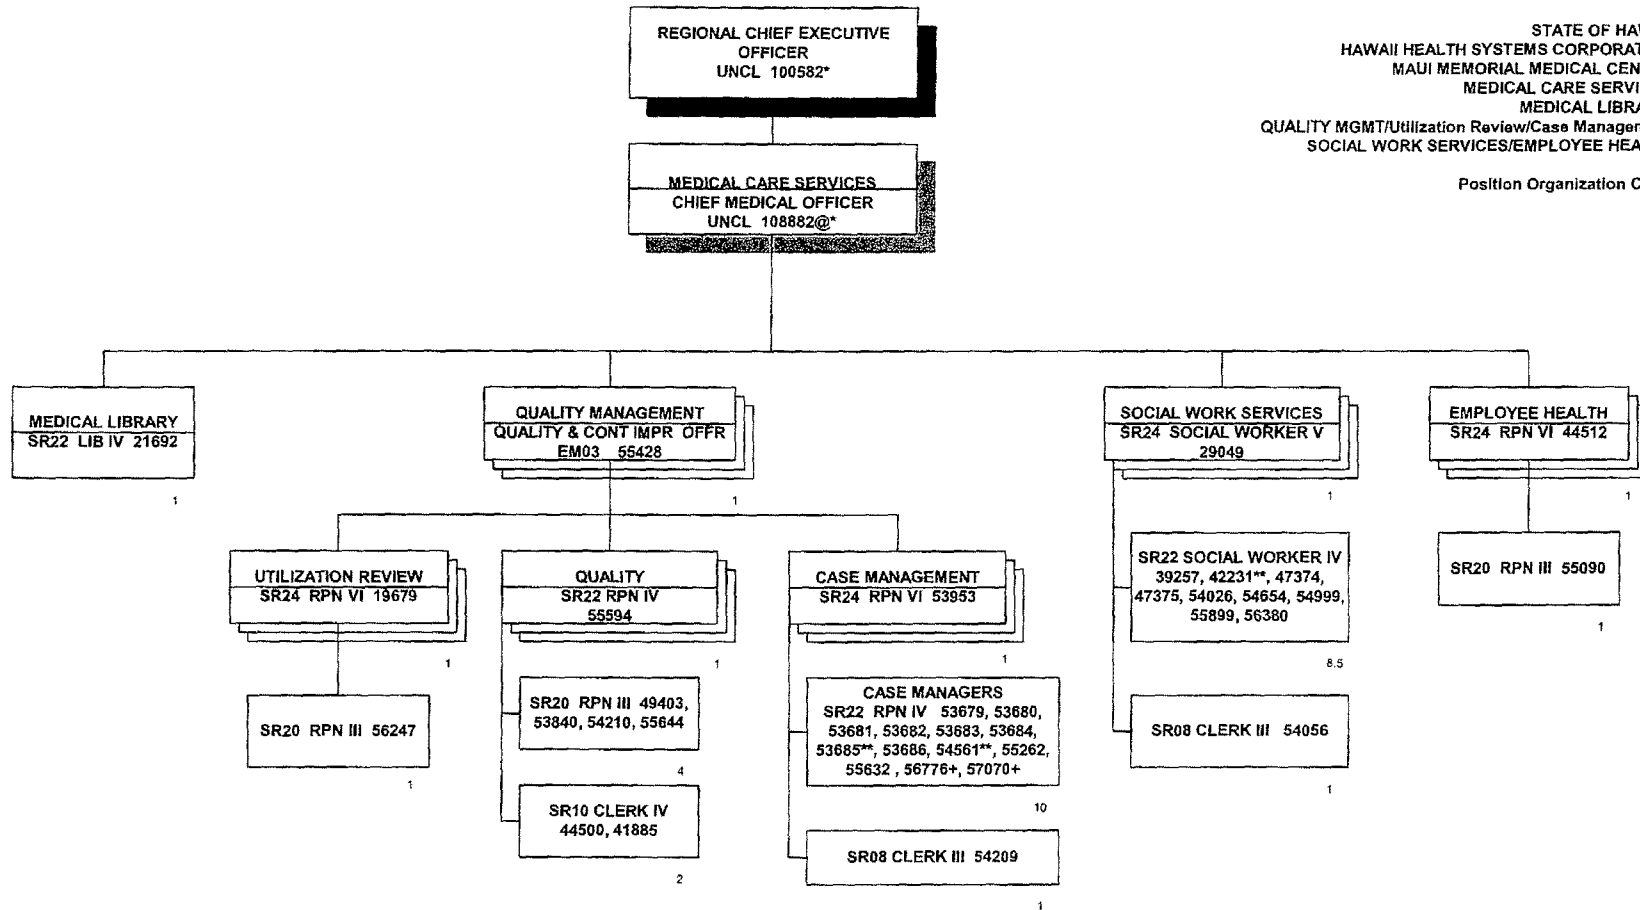 REGIONAL CHIEF EXECUTIVE
OFFICER
UNCL 100582*
STATE OF HAW
HAWAII HEALTH SYSTEMS CORPORAT
MAUI MEMORIAL MEDICAL CEN
MEDICAL CARE SERVI
MEDICAL LIBRA
QUALITY MGMT/Utilization Review/Case Managem
SOCIAL WORK SERVICES/EMPLOYEE HEA
Position Organization C
MEDICAL CARE SERVICES
CHIEF MEDICAL OFFICER
UNCL 108882@*
MEDICAL LIBRARY
SR22 LIB IV 21692
1
QUALITY MANAGEMENT
QUALITY & CONT IMPR OFFR
EM03 55428
1
SOCIAL WORK SERVICES
SR24 SOCIAL WORKER V
29049
1
EMPLOYEE HEALTH
SR24 RPN VI 44512
1
UTILIZATION REVIEW
SR24 RPN VI 19679
1
QUALITY
SR22 RPN IV
55594
1
CASE MANAGEMENT
SR24 RPN VI 53953
1
SR22 SOCIAL WORKER IV
39257, 42231**, 47374,
47375, 54026, 54654, 54999,
55899, 56380
8.5
SR20 RPN III 55090
1
SR20 RPN III 56247
1
SR20 RPN III 49403,
53840, 54210, 55644
4
CASE MANAGERS
SR22 RPN IV 53679, 53680,
53681, 53682, 53683, 53684,
53685**, 53686, 54561**, 55262,
55632 , 56776+, 57070+
10
SR08 CLERK III 54056
1
SR10 CLERK IV
44500, 41885
2
SR08 CLERK III 54209
1